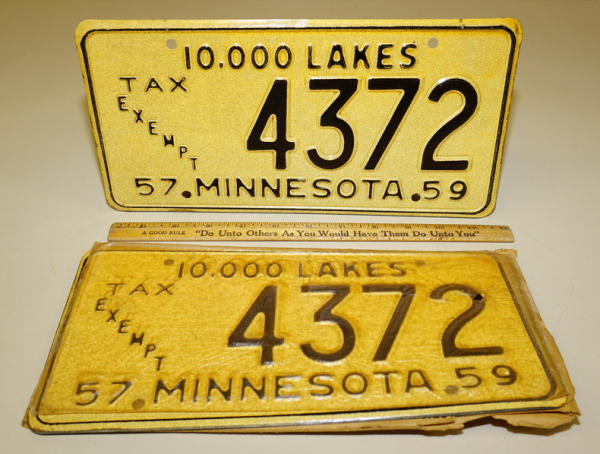 10,000 LAKES
TAX
EXEMPT
4372
57 MINNESOTA 59
A GOOD RULE "Do Unto Others As You Would Have Them Do Unto You"
10,000 LAKES
TAX
EXEMPT
4372
57 MINNESOTA 59